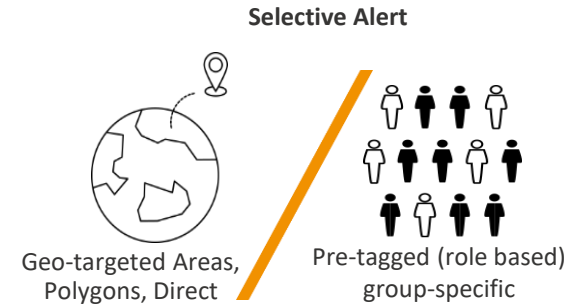 Selective Alert
Geo-targeted Areas,
Polygons, Direct
Pre-tagged (role based)
group-specific